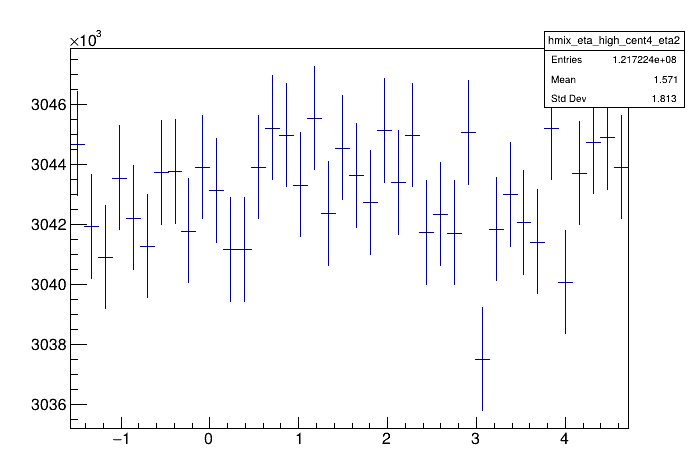 ×10³
hmix_eta_high_cent4_eta2
Entries 1.217224e+08
Mean 1.571
Std Dev 1.813
3046
3044
3042
3040
3038
3036
−1 0 1 2 3 4